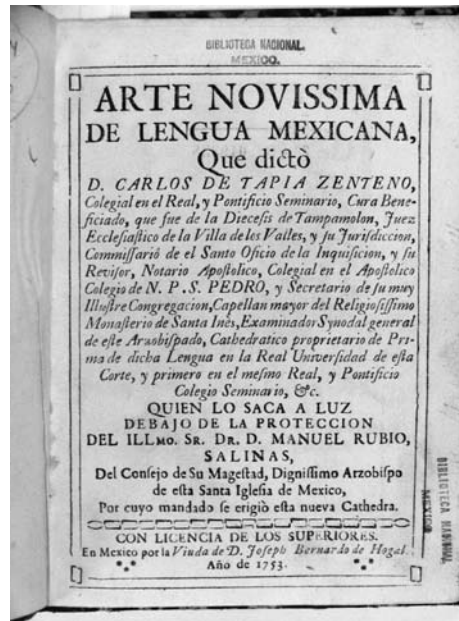 BIBLIOTECA NACIONAL.
MEXICO.
ARTE NOVISSIMA
DE LENGUA MEXICANA,
Que dictò
D. CARLOS DE TAPIA ZENTENO,
Colegial en el Real, y Pontificio Seminario, Cura Bene-
ficiado, que fue de la Diecesis de Tampamolon, Juez
Ecclesiastico de la Villa de los Valles, y su Jurisdiccion,
Commissariò de el Santo Oficio de la Inquisicion, y su
Revisor, Notario Apostolico, Colegial en el Apostolico
Colegio de N. P. S. PEDRO, y Secretario de su muy
Illustre Congregacion, Capellan mayor del Religiosissimo
Monasterio de Santa Inès, Examinador Synodal general
de este Arzobispado, Cathedratico proprietario de Pri-
ma de dicha Lengua en la Real Universidad de esta
Corte, y primero en el mesmo Real, y Pontificio
Colegio Seminario, &c.
QUIEN LO SACA A LUZ
DEBAJO DE LA PROTECCION
DEL ILLMO. SR. DR. D. MANUEL RUBIO,
SALINAS,
Del Consejo de Su Magestad, Dignissimo Arzobispo
de esta Santa Iglesia de Mexico,
Por cuyo mandado se erigiò esta nueva Cathedra.
CON LICENCIA DE LOS SUPERIORES.
En Mexico por la Viuda de D. Joseph Bernardo de Hogal.
Año de 1753.
BIBLIOTECA NACIONAL.
MEXICO